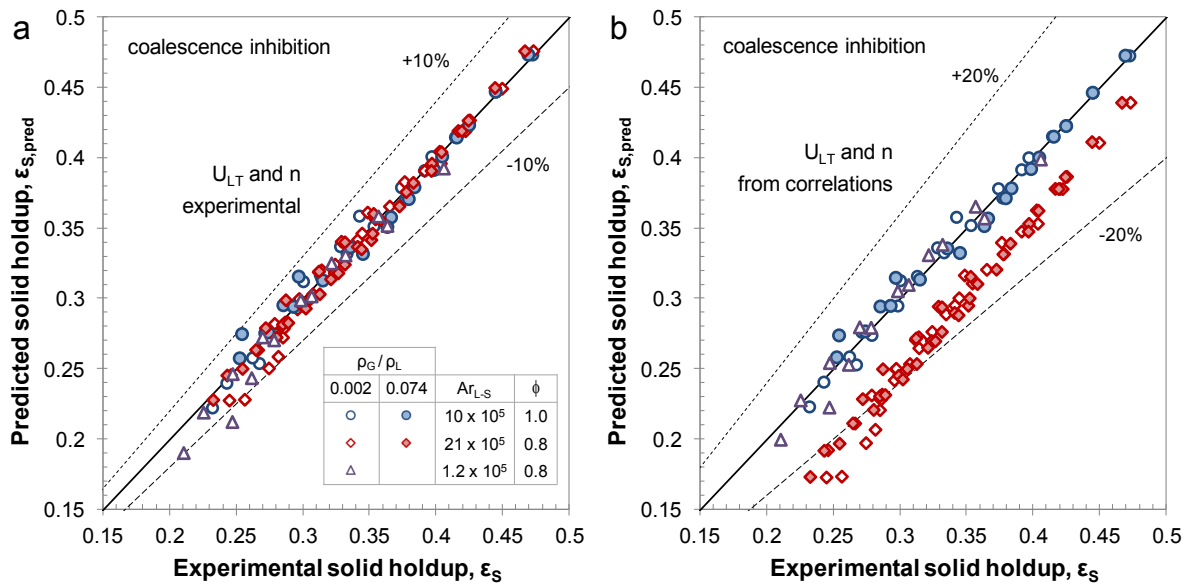 a
coalescence inhibition
+10%
-10%
U_LT and n
experimental
ρ_G / ρ_L
0.002 0.074 Ar_L-S ϕ
10 x 10⁵ 1.0
21 x 10⁵ 0.8
1.2 x 10⁵ 0.8
0.5
0.45
0.4
0.35
0.3
0.25
0.2
0.15
Predicted solid holdup, ε_S,pred
0.15 0.2 0.25 0.3 0.35 0.4 0.45 0.5
Experimental solid holdup, ε_S
b
coalescence inhibition
+20%
-20%
U_LT and n
from correlations
0.5
0.45
0.4
0.35
0.3
0.25
0.2
0.15
Predicted solid holdup, ε_S,pred
0.15 0.2 0.25 0.3 0.35 0.4 0.45 0.5
Experimental solid holdup, ε_S